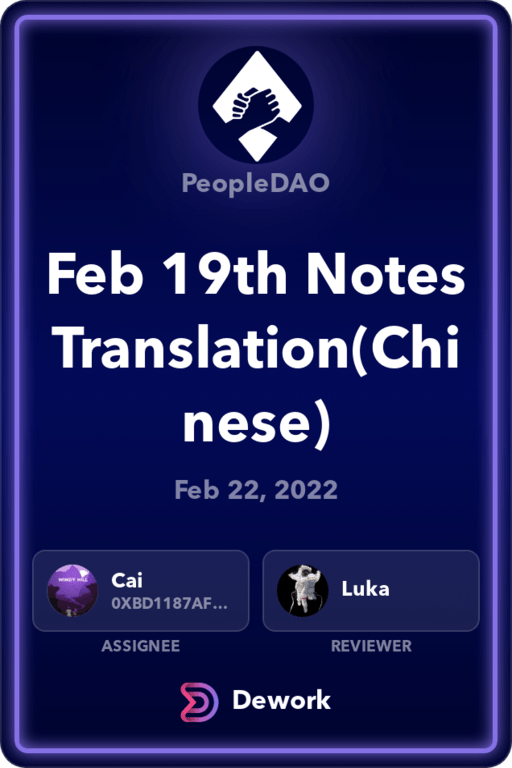 PeopleDAO
Feb 19th Notes
Translation(Chi
nese)
Feb 22, 2022
Cai
0XBD1187AF...
Luka
ASSIGNEE
REVIEWER
Dework